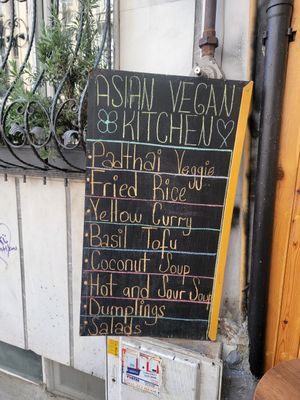 ASIAN VEGAN
KITCHEN
Padthai Veggie
Fried Rice
Yellow Curry
Basil Tofu
Coconut Soup
Hot and Sour Soup
Dumplings
Salads